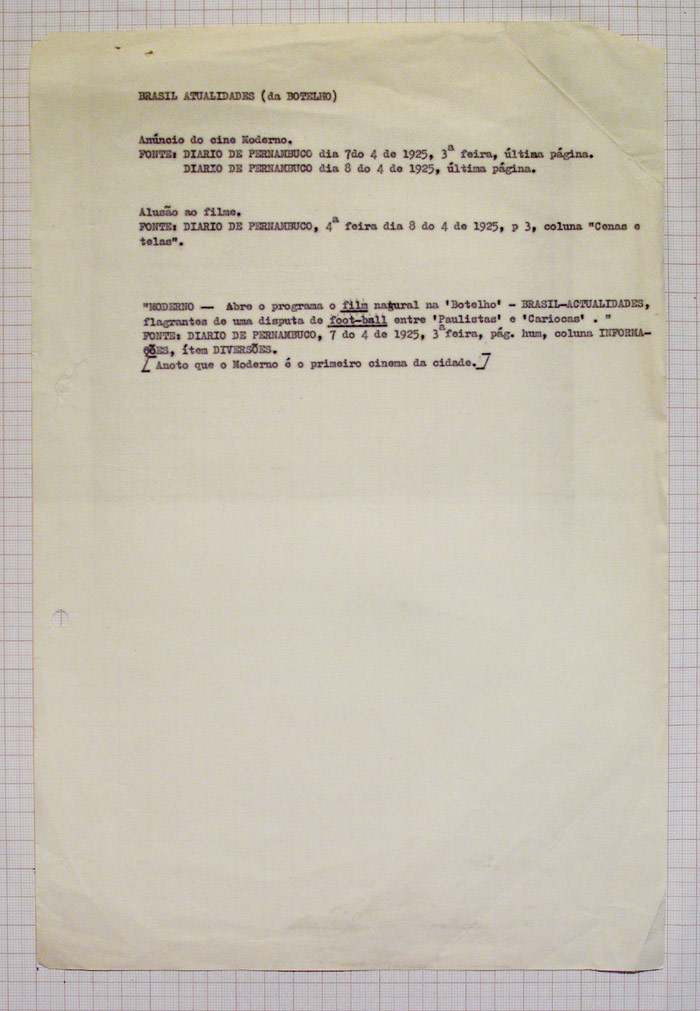 BRASIL ATUALIDADES (da BOTELHO)
Anúncio do cine Moderno.
FONTE: DIARIO DE PERNAMBUCO dia 7do 4 de 1925, 3ª feira, última página.
DIARIO DE PERNAMBUCO dia 8 do 4 de 1925, última página.
Alusão ao filme.
FONTE: DIARIO DE PERNAMBUCO, 4ª feira dia 8 do 4 de 1925, p 3, coluna "Cenas e
telas".
"MODERNO — Abre o programa o film natural na 'Botelho' - BRASIL-ACTUALIDADES,
flagrantes de uma disputa de foot-ball entre 'Paulistas' e 'Cariocas' . "
FONTE: DIARIO DE PERNAMBUCO, 7 do 4 de 1925, 3ªfeira, pág. hum, coluna INFORMA-
ÇÕES, ítem DIVERSÕES.
[ Anoto que o Moderno é o primeiro cinema da cidade.]